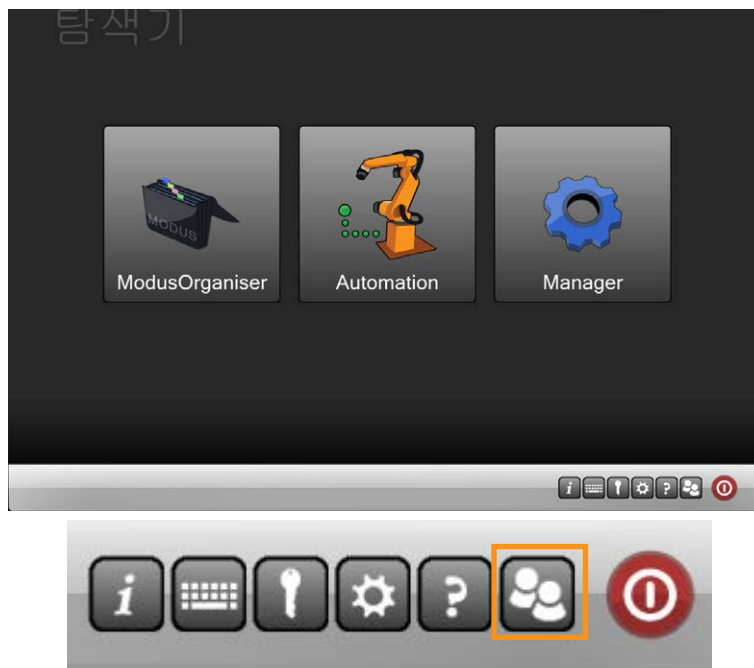 탐색기
MODUS
ModusOrganiser
Automation
Manager
i ?
i ?